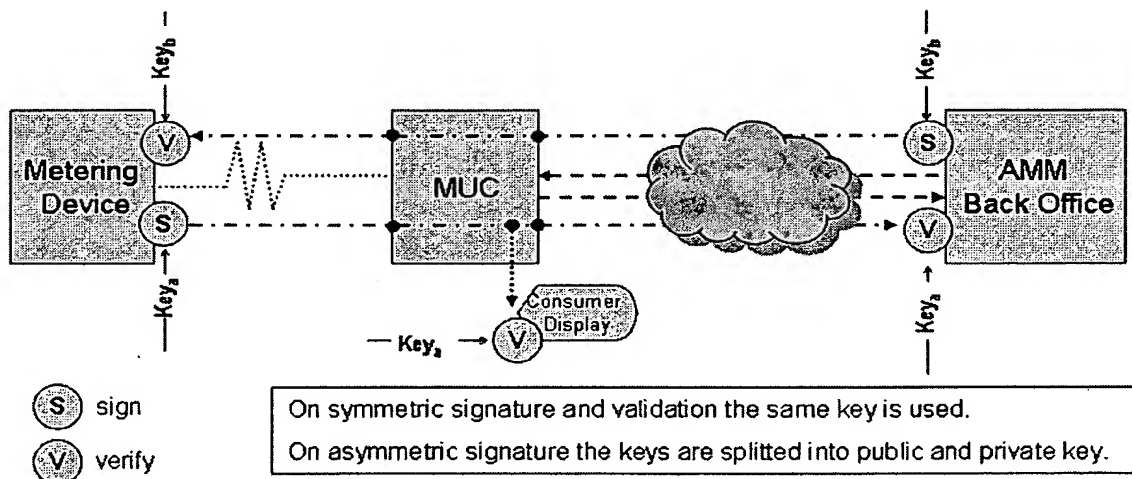 Key_b
Key_b
V
S
Metering
Device
MUC
AMM
Back Office
S
V
Key_a
Consumer
Display
V
Key_a
Key_a
S sign
V verify
On symmetric signature and validation the same key is used.
On asymmetric signature the keys are splitted into public and private key.